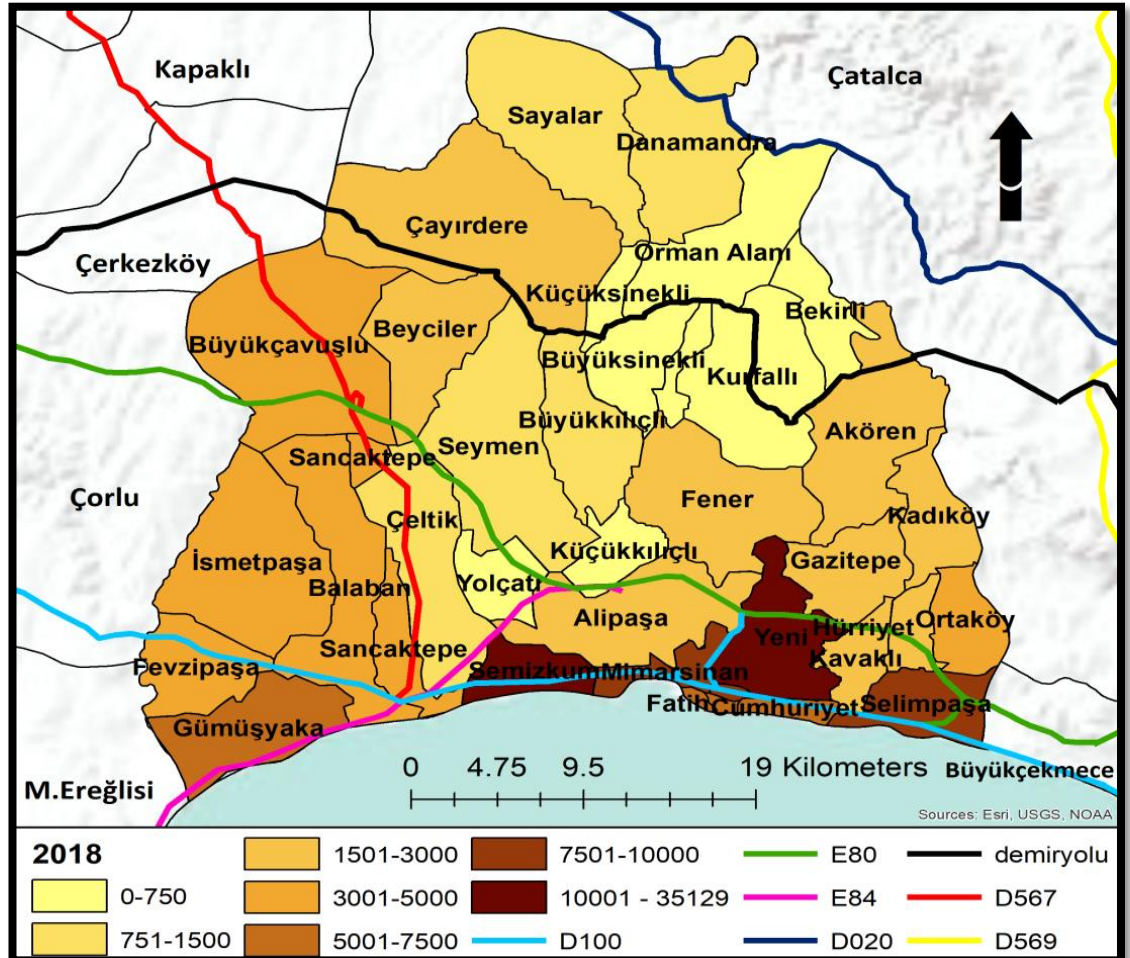 Kapaklı
Çatalca
Sayalar
Danamandra
Çayırdere
Orman Alanı
Çerkezköy
Küçüksinekli
Bekirli
Beyciler
Büyükçavuşlu
Büyüksinekli
Kurfallı
Büyükkılıçlı
Akören
Seymen
Sancaktepe
Çorlu
Fener
Kadıköy
Çeltik
Küçükkılıçlı
Gazitepe
İsmetpaşa
Yolçatı
Balaban
Alipaşa
Ortaköy
Hürriyet
Yeni
Sancaktepe
Kavaklı
Fevzipaşa
Semizkum
Mimarsinan
Selimpaşa
Fatih
Cumhuriyet
Gümüşyaka
0 4.75 9.5 19 Kilometers
Büyükçekmece
M.Ereğlisi
Sources: Esri, USGS, NOAA
2018
0-750
751-1500
1501-3000
3001-5000
5001-7500
7501-10000
10001 - 35129
D100
E80
E84
D020
demiryolu
D567
D569